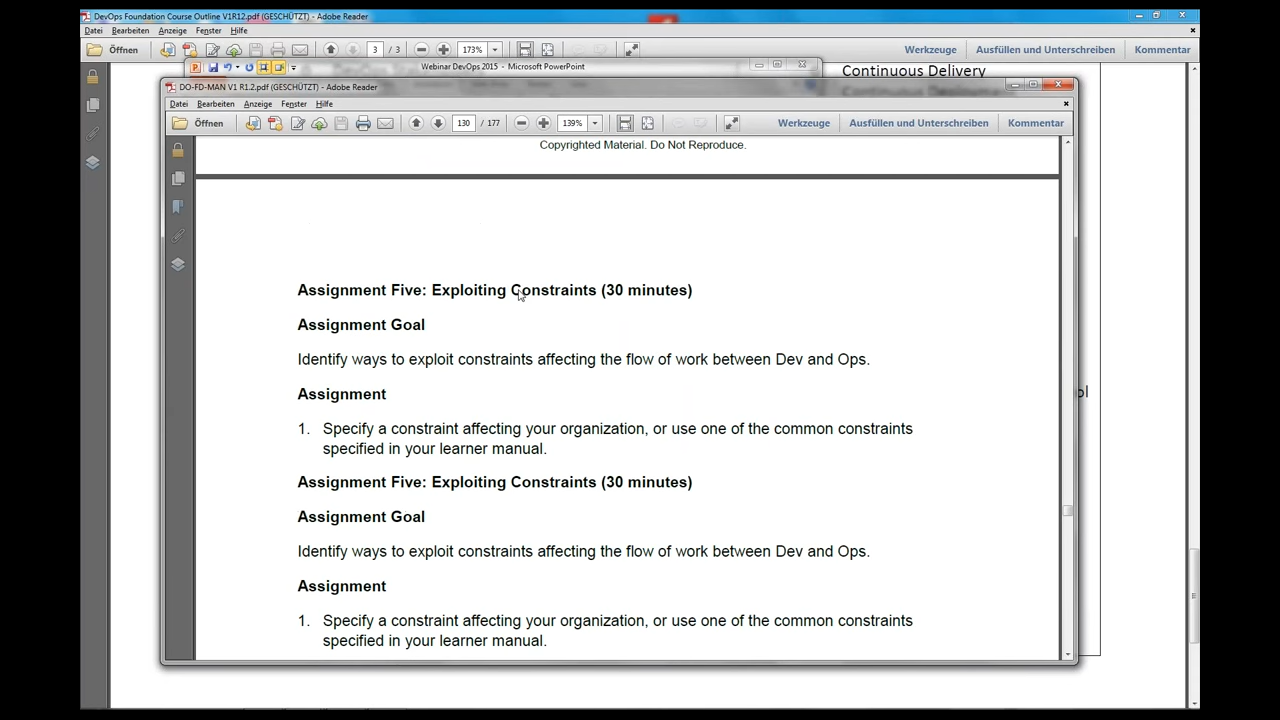 DevOps Foundation Course Outline V1R12.pdf (GESCHÜTZT) - Adobe Reader
Datei Bearbeiten Anzeige Fenster Hilfe
Öffnen 3 / 3 173% Werkzeuge Ausfüllen und Unterschreiben Kommentar
Webinar DevOps 2015 - Microsoft PowerPoint
Continuous Delivery
DO-FD-MAN V1 R1.2.pdf (GESCHÜTZT) - Adobe Reader
Datei Bearbeiten Anzeige Fenster Hilfe
Öffnen 130 / 177 139% Werkzeuge Ausfüllen und Unterschreiben Kommentar
Copyrighted Material. Do Not Reproduce.
Assignment Five: Exploiting Constraints (30 minutes)
Assignment Goal
Identify ways to exploit constraints affecting the flow of work between Dev and Ops.
Assignment
1. Specify a constraint affecting your organization, or use one of the common constraints
specified in your learner manual.
Assignment Five: Exploiting Constraints (30 minutes)
Assignment Goal
Identify ways to exploit constraints affecting the flow of work between Dev and Ops.
Assignment
1. Specify a constraint affecting your organization, or use one of the common constraints
specified in your learner manual.